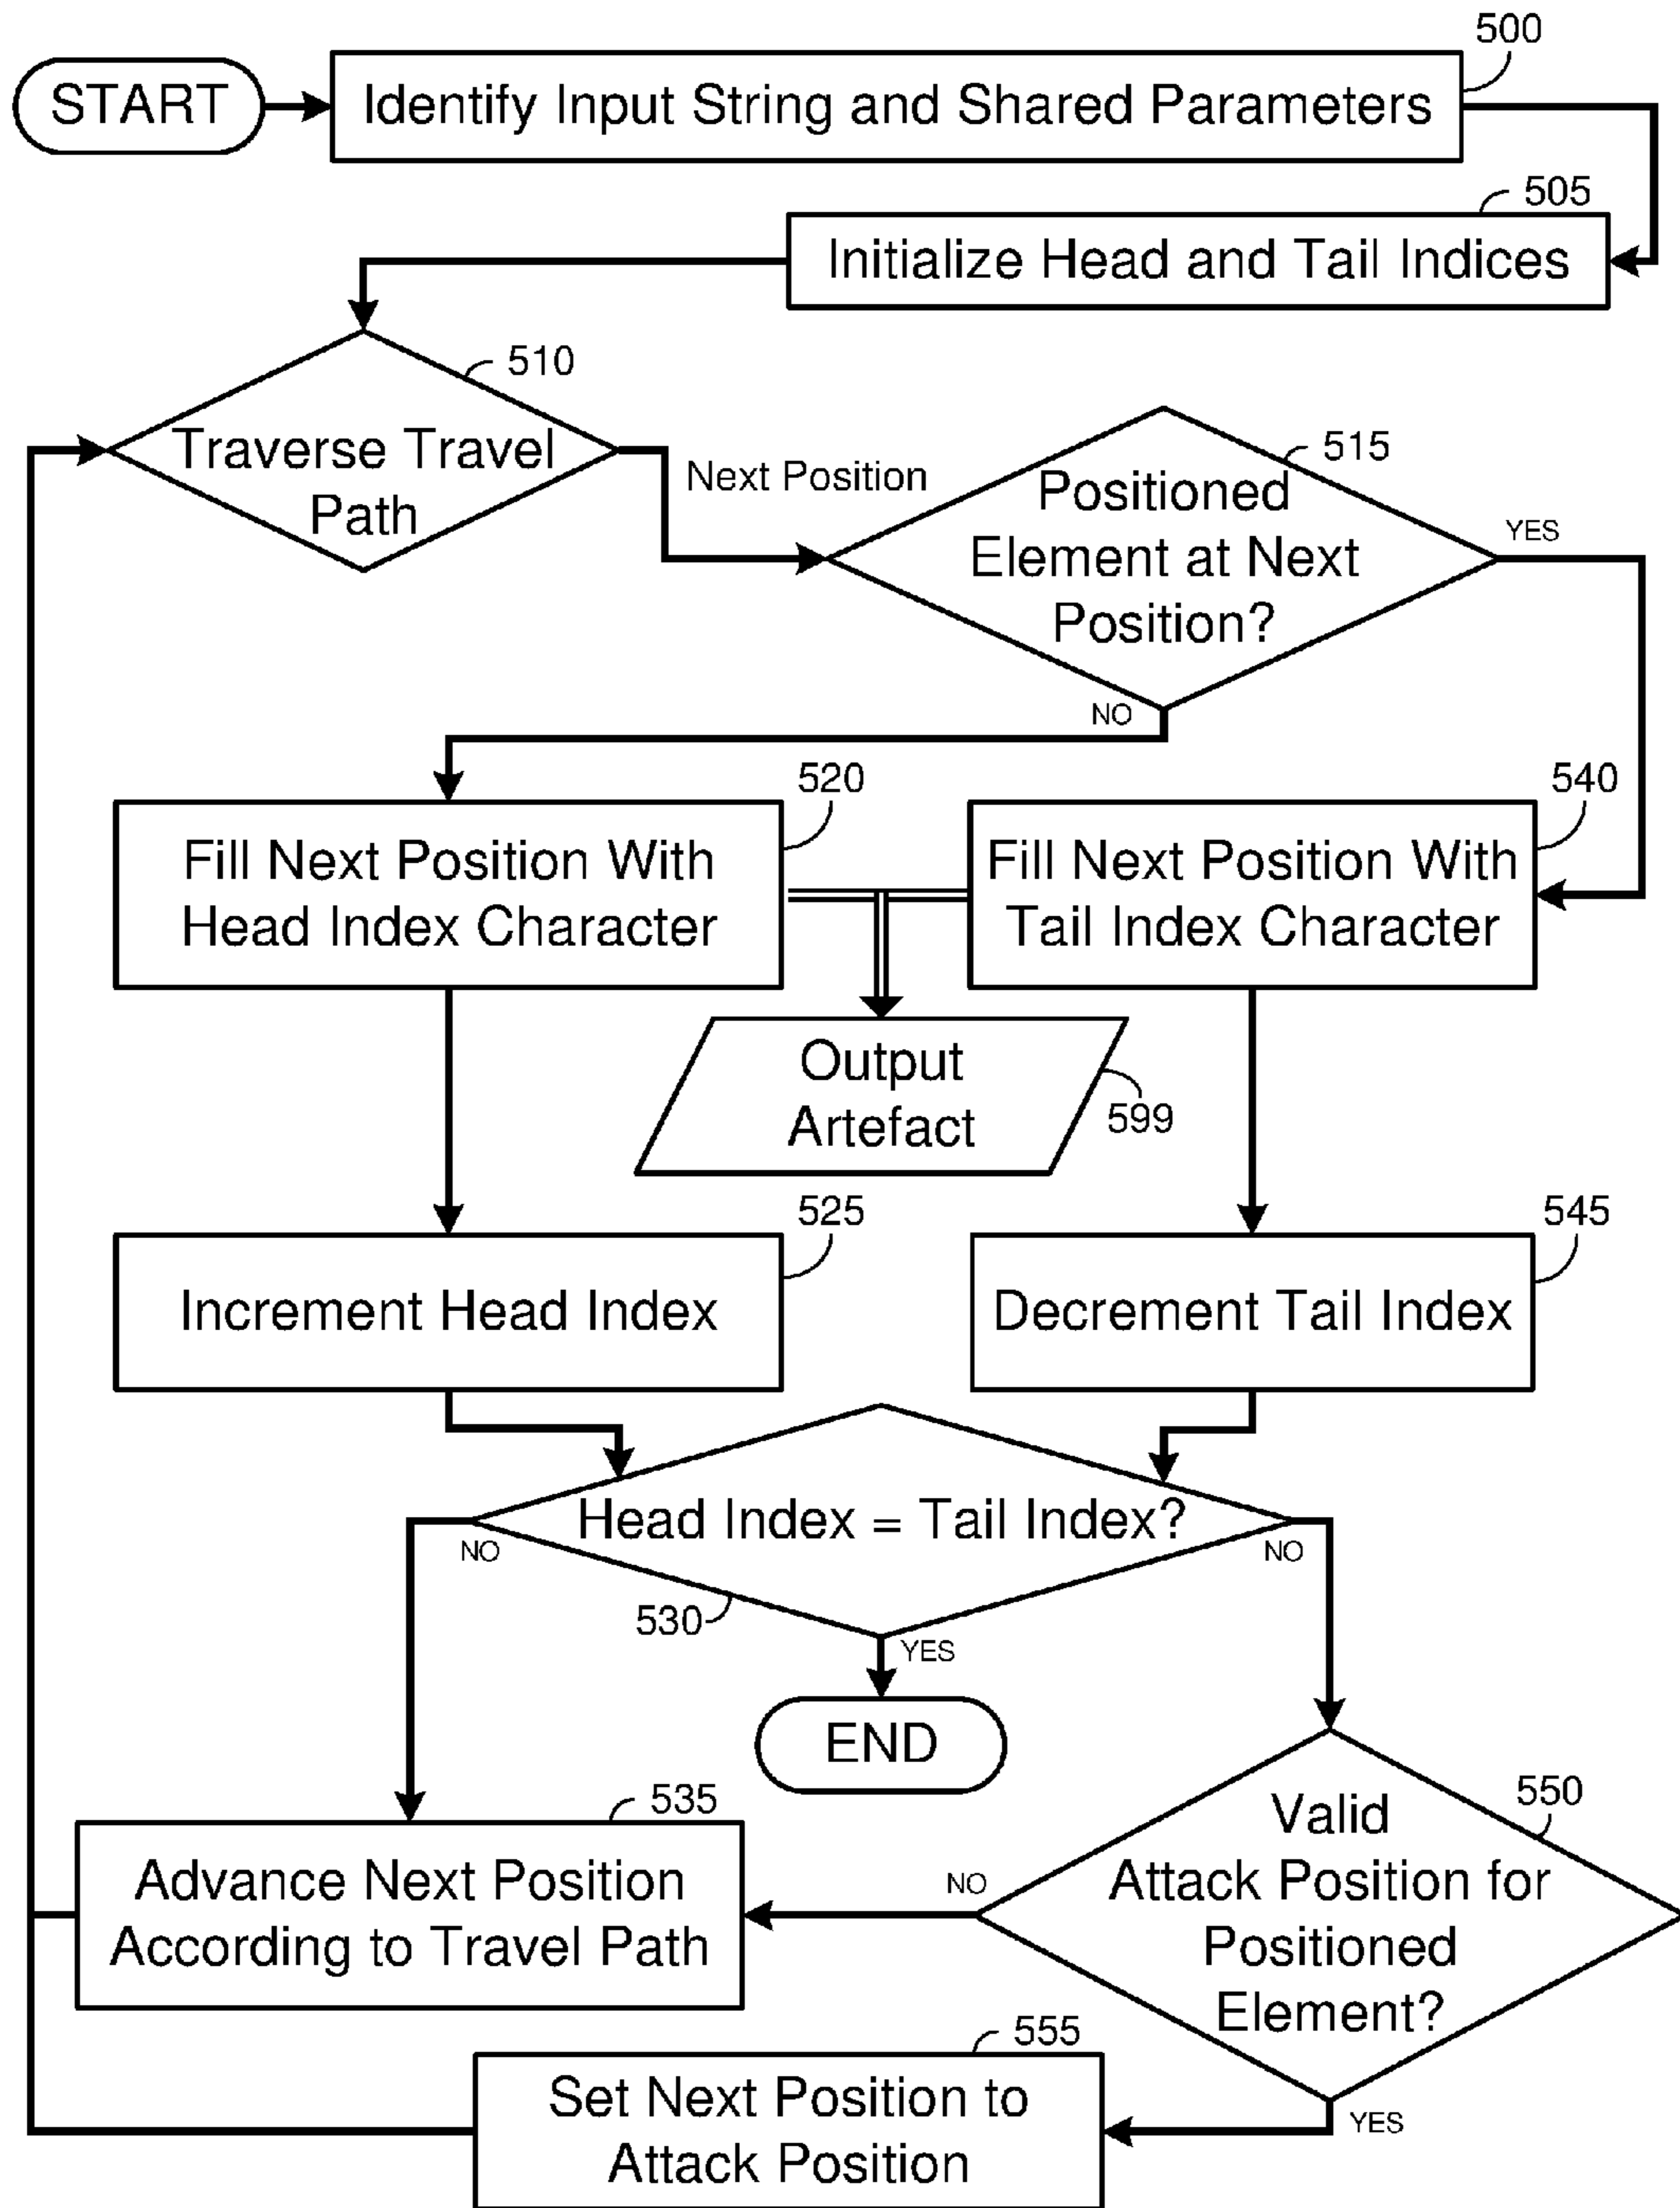 500
START
Identify Input String and Shared Parameters
505
Initialize Head and Tail Indices
510
Traverse Travel
Path
Next Position
515
Positioned
Element at Next
Position?
YES
NO
520
Fill Next Position With
Head Index Character
540
Fill Next Position With
Tail Index Character
Output
Artefact
599
525
Increment Head Index
545
Decrement Tail Index
Head Index = Tail Index?
NO
NO
530
YES
END
535
Advance Next Position
According to Travel Path
550
Valid
Attack Position for
Positioned
Element?
NO
YES
555
Set Next Position to
Attack Position